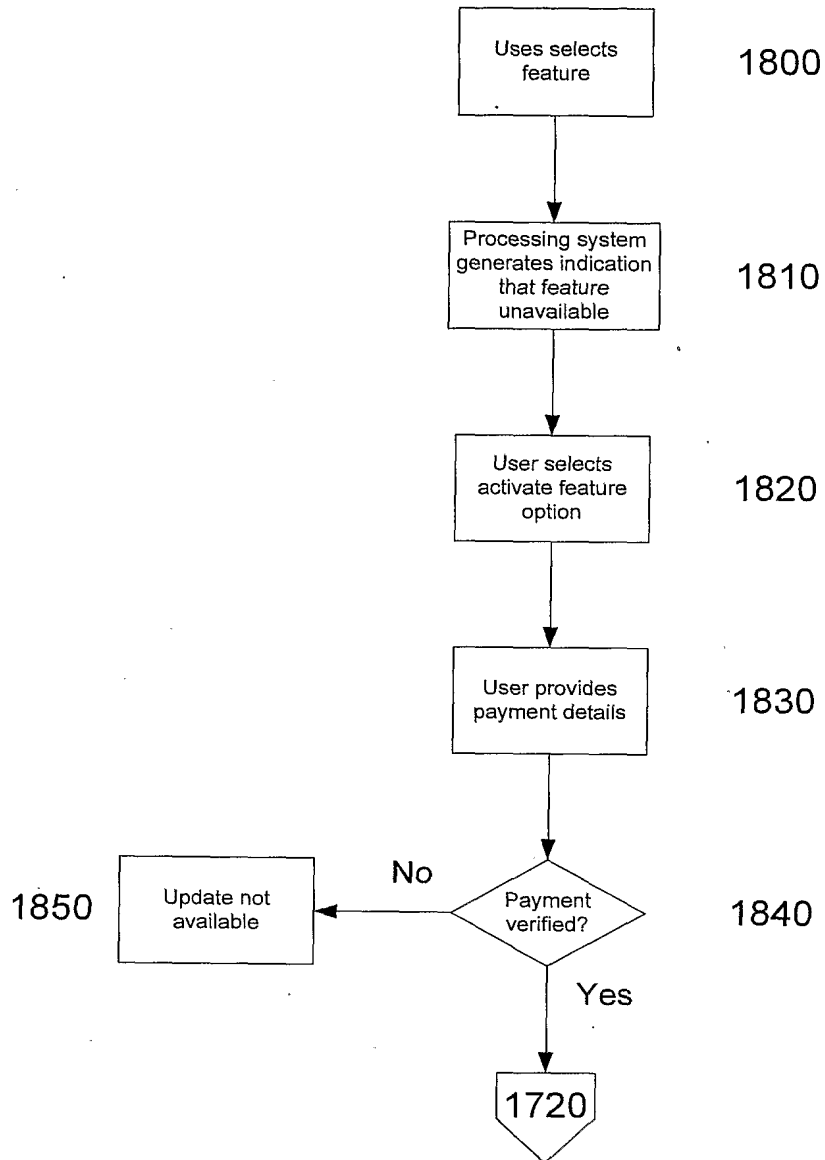 Uses selects
feature
1800
Processing system
generates indication
that feature
unavailable
1810
User selects
activate feature
option
1820
User provides
payment details
1830
No
1850
Update not
available
Payment
verified?
1840
Yes
1720